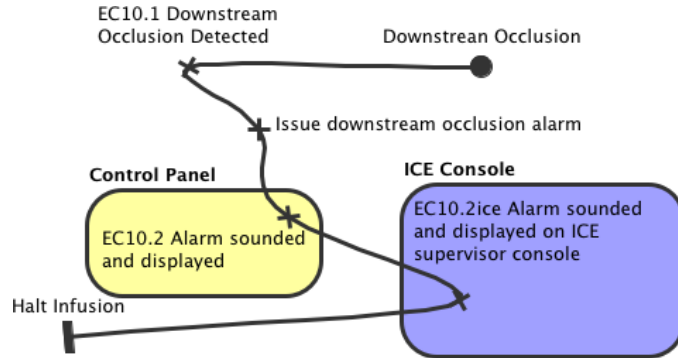 EC10.1 Downstream
Occlusion Detected
Downstrean Occlusion
Issue downstream occlusion alarm
Control Panel
ICE Console
EC10.2 Alarm sounded
and displayed
EC10.2ice Alarm sounded
and displayed on ICE
supervisor console
Halt Infusion